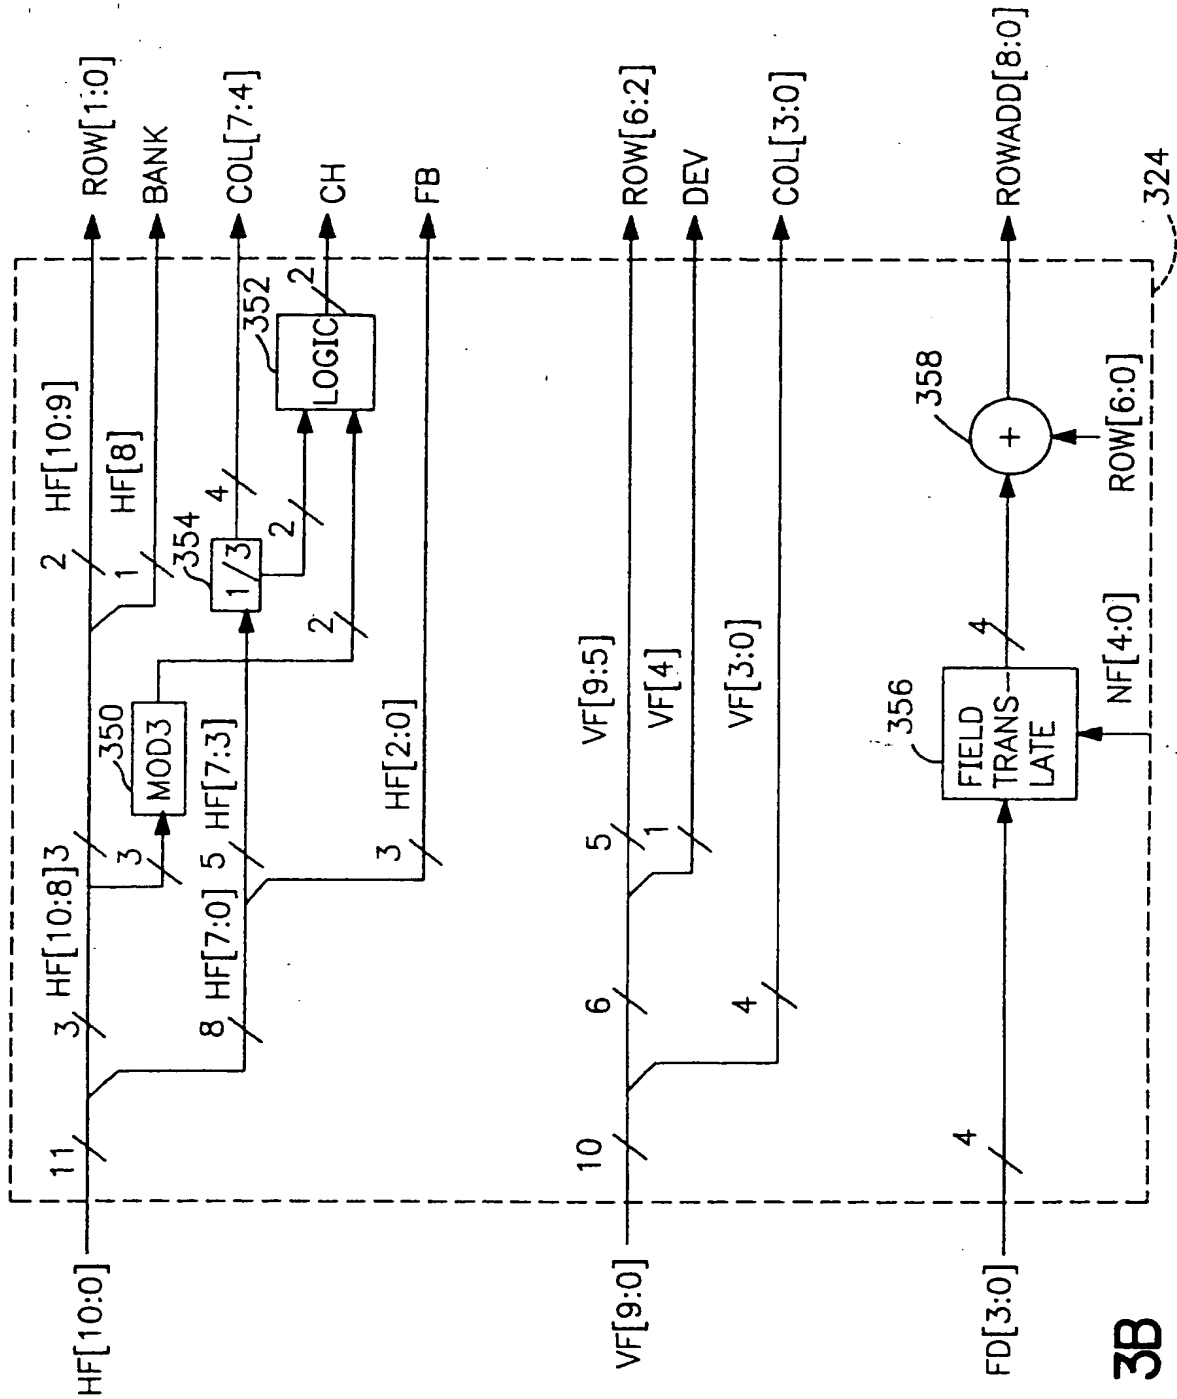 HF[10:0]
11
3
HF[10:8]
3
3
350
MOD3
2
HF[10:9]
ROW[1:0]
1
HF[8]
BANK
8
HF[7:0]
5
HF[7:3]
354
1/3
4
COL[7:4]
2
2
352
LOGIC
2
CH
3
HF[2:0]
FB
VF[9:0]
10
6
5
VF[9:5]
ROW[6:2]
1
VF[4]
DEV
4
VF[3:0]
COL[3:0]
FD[3:0]
4
356
FIELD
TRANS-
LATE
NF[4:0]
4
358
+
ROW[6:0]
ROWADD[8:0]
324
3B